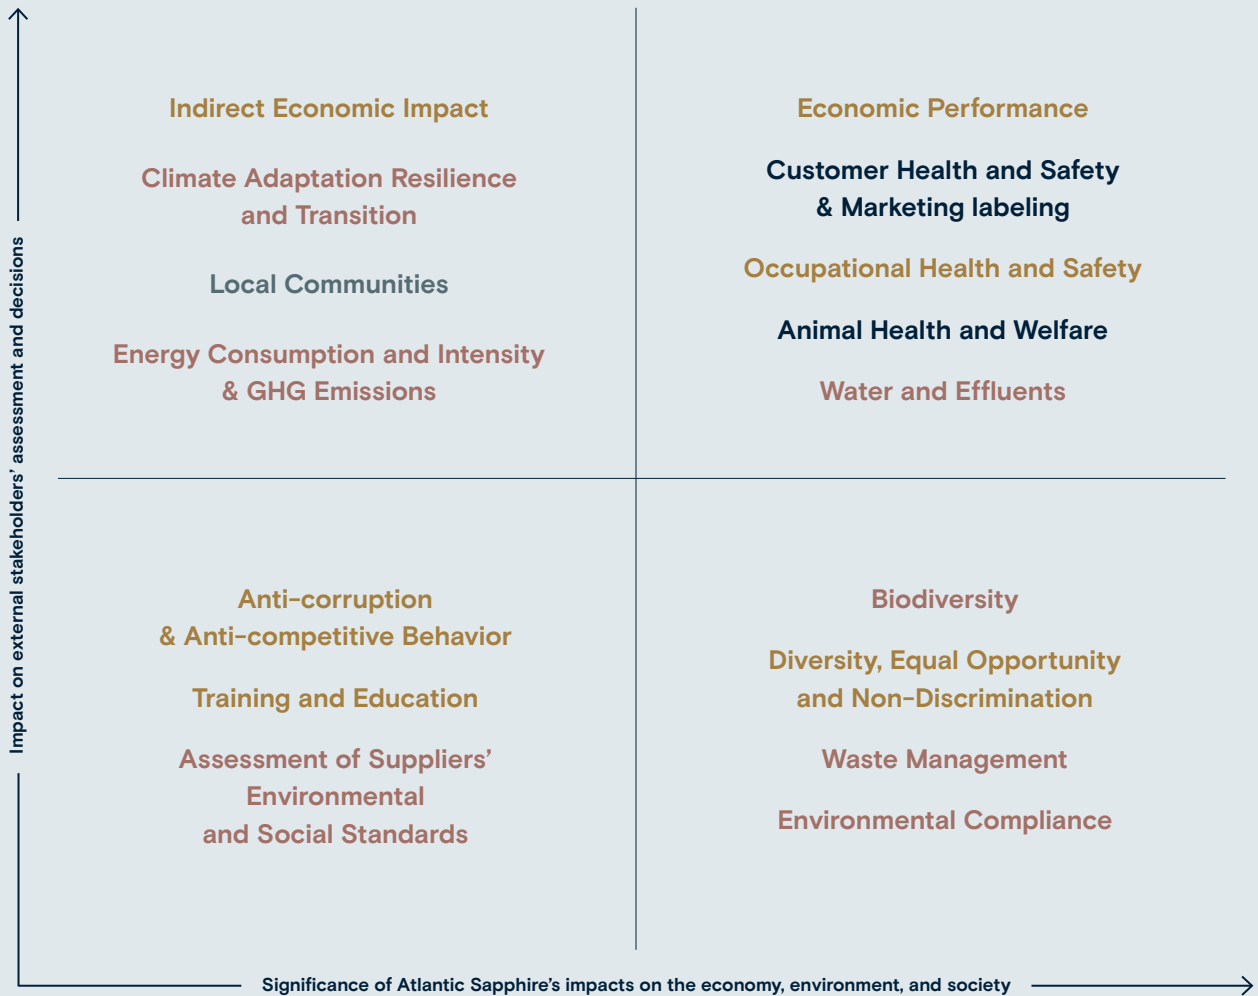 Impact on external stakeholders’ assessment and decisions
Indirect Economic Impact
Climate Adaptation Resilience
and Transition
Local Communities
Energy Consumption and Intensity
& GHG Emissions
Economic Performance
Customer Health and Safety
& Marketing labeling
Occupational Health and Safety
Animal Health and Welfare
Water and Effluents
Anti-corruption
& Anti-competitive Behavior
Training and Education
Assessment of Suppliers’
Environmental
and Social Standards
Biodiversity
Diversity, Equal Opportunity
and Non-Discrimination
Waste Management
Environmental Compliance
Significance of Atlantic Sapphire’s impacts on the economy, environment, and society